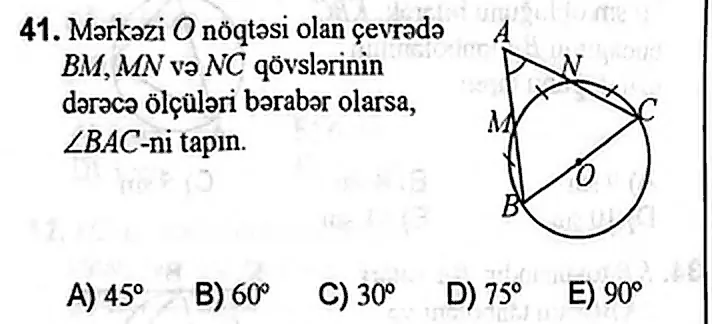 41. Mərkəzi O nöqtəsi olan çevrədə
BM, MN və NC qövslərinin
dərəcə ölçüləri bərabər olarsa,
∠BAC-ni tapın.
A
N
C
M
O
B
A) 45° B) 60° C) 30° D) 75° E) 90°